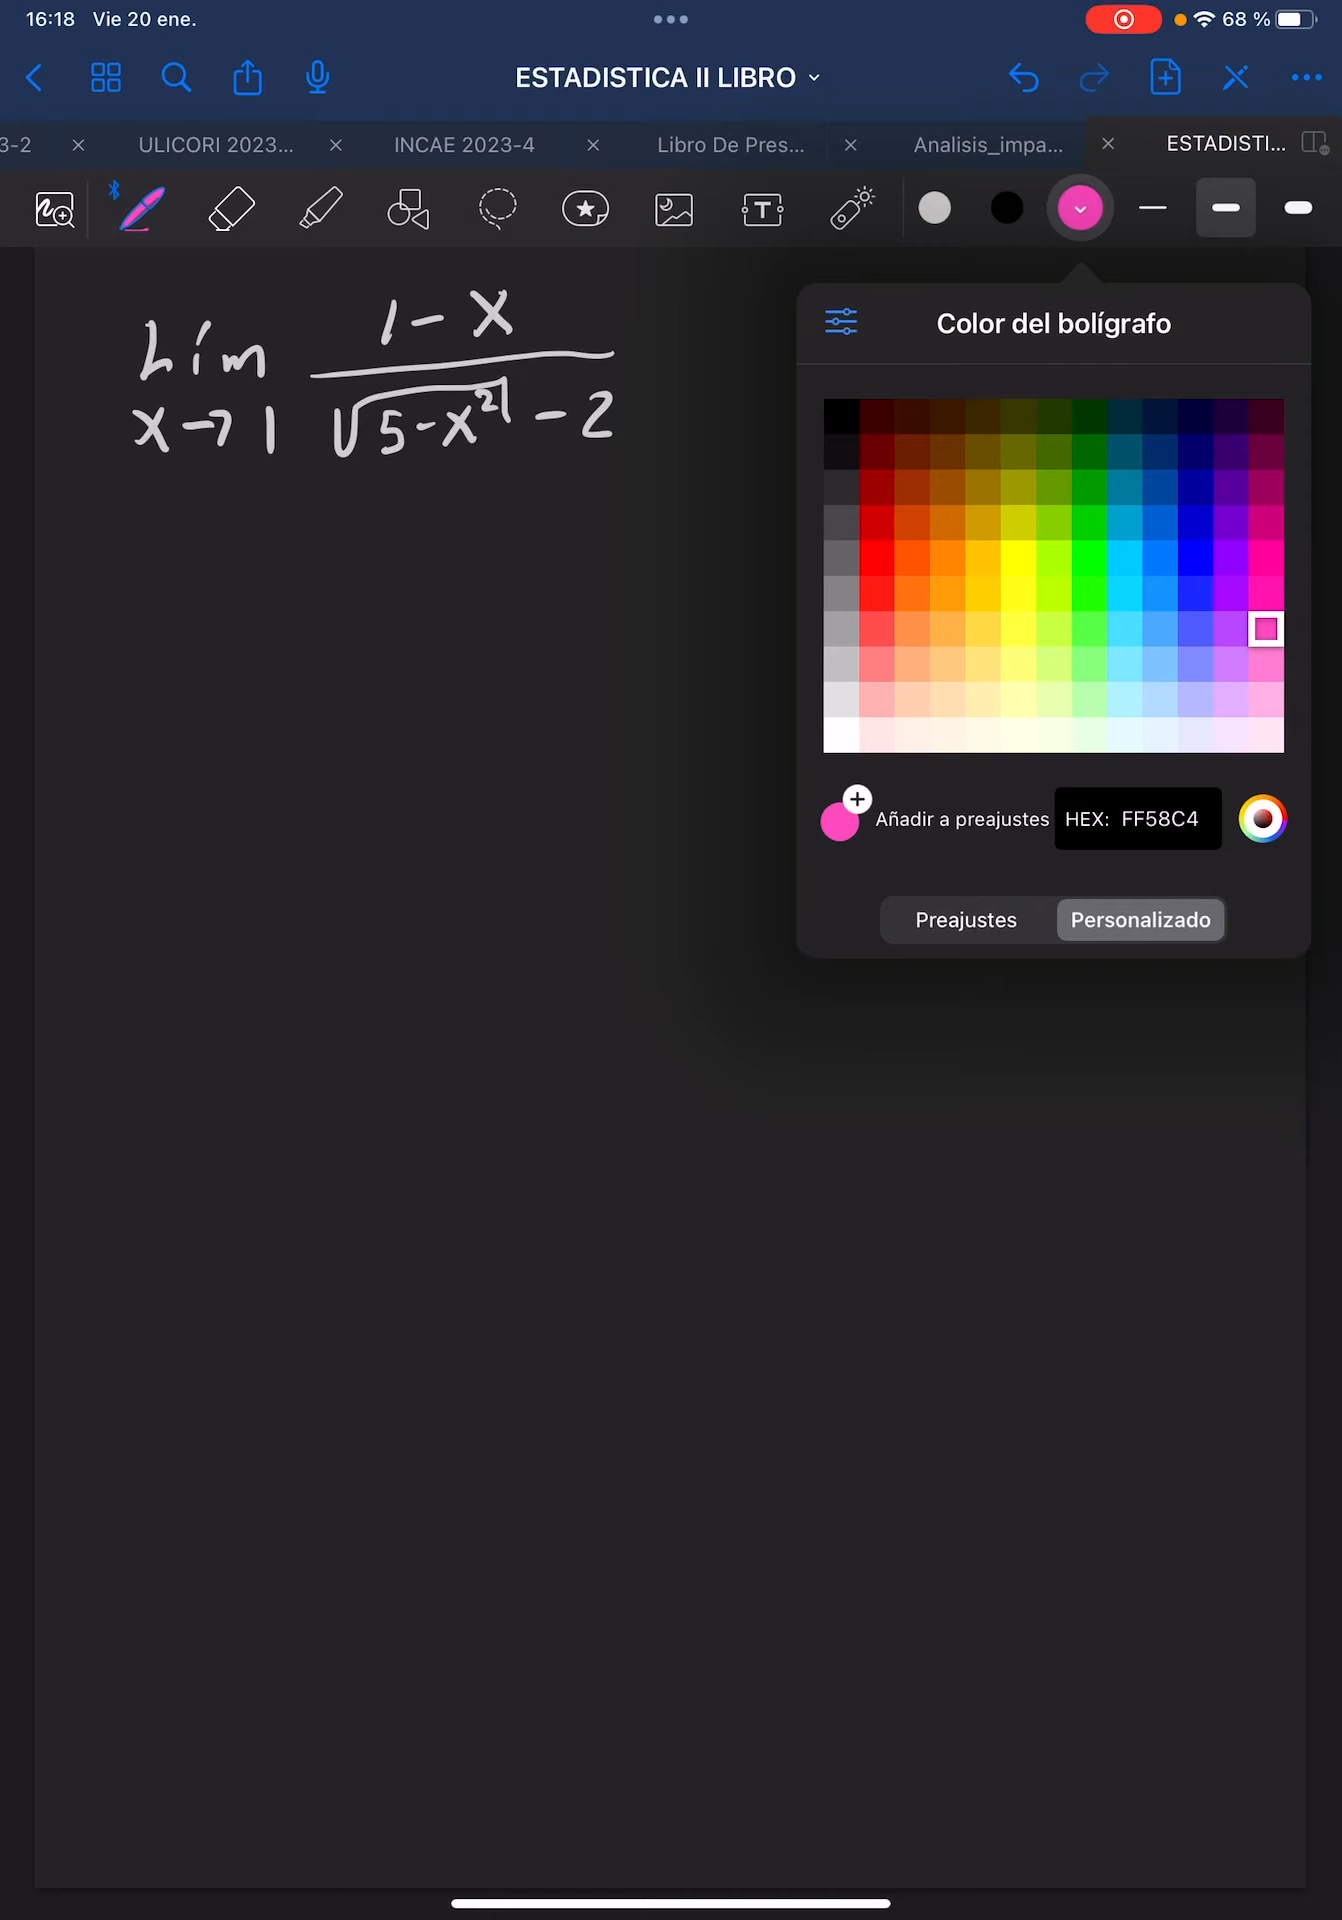 16:18 Vie 20 ene. 68 %
ESTADISTICA II LIBRO
3-2 ULICORI 2023... INCAE 2023-4 Libro De Pres... Analisis_impa... ESTADISTI...
T
Color del bolígrafo
1 - x
Lím
x → 1 √5 - x² - 2
Añadir a preajustes HEX: FF58C4
Preajustes Personalizado